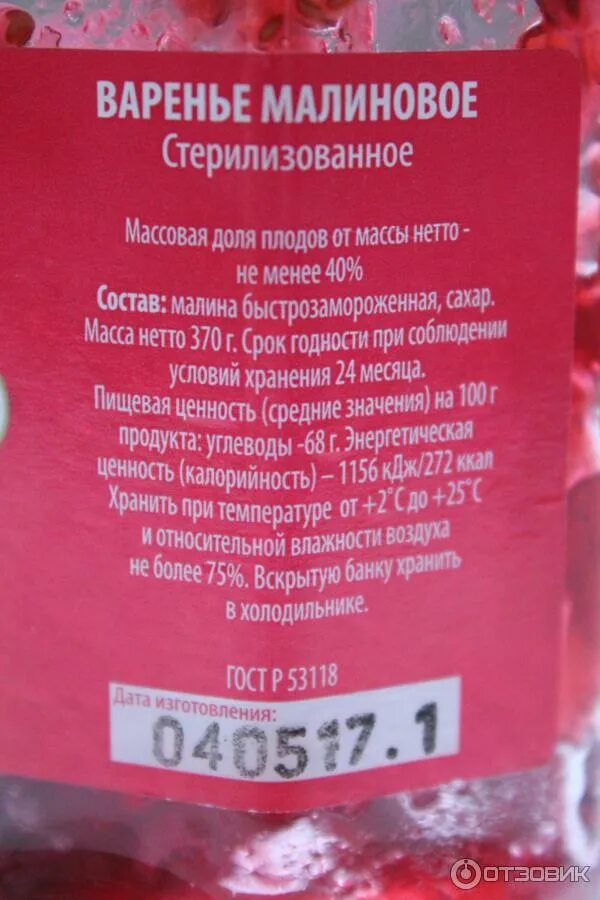 ВАРЕНЬЕ МАЛИНОВОЕ
Стерилизованное
Массовая доля плодов от массы нетто -
не менее 40%
Состав: малина быстрозамороженная, сахар.
Масса нетто 370 г. Срок годности при соблюдении
условий хранения 24 месяца.
Пищевая ценность (средние значения) на 100 г
продукта: углеводы -68 г. Энергетическая
ценность (калорийность) – 1156 кДж/272 ккал
Хранить при температуре от +2˚С до +25˚С
и относительной влажности воздуха
не более 75%. Вскрытую банку хранить
в холодильнике.
ГОСТ Р 53118
Дата изготовления:
040517.1
ОТЗОВИК